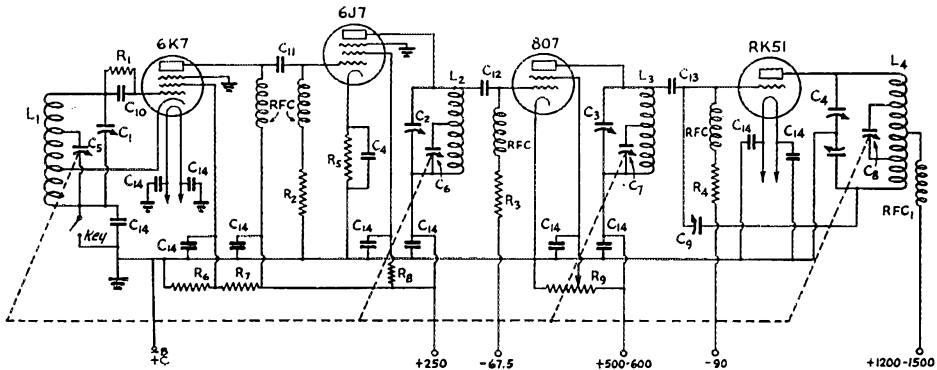 6K7
C11
6J7
L2
C12
807
L3
C13
RK51
L4
R1
C10
L1
C1
C5
RFC
C2
C3
C4
C14
C14
C8
C14
C14
R5
C4
C6
RFC
C7
RFC
R2
R3
R4
RFC1
Key
C14
C9
C14
C14
C14
C14
C14
C14
R6
R7
R8
R9
B
+C
+250
-67.5
+500-600
-90
+1200-1500